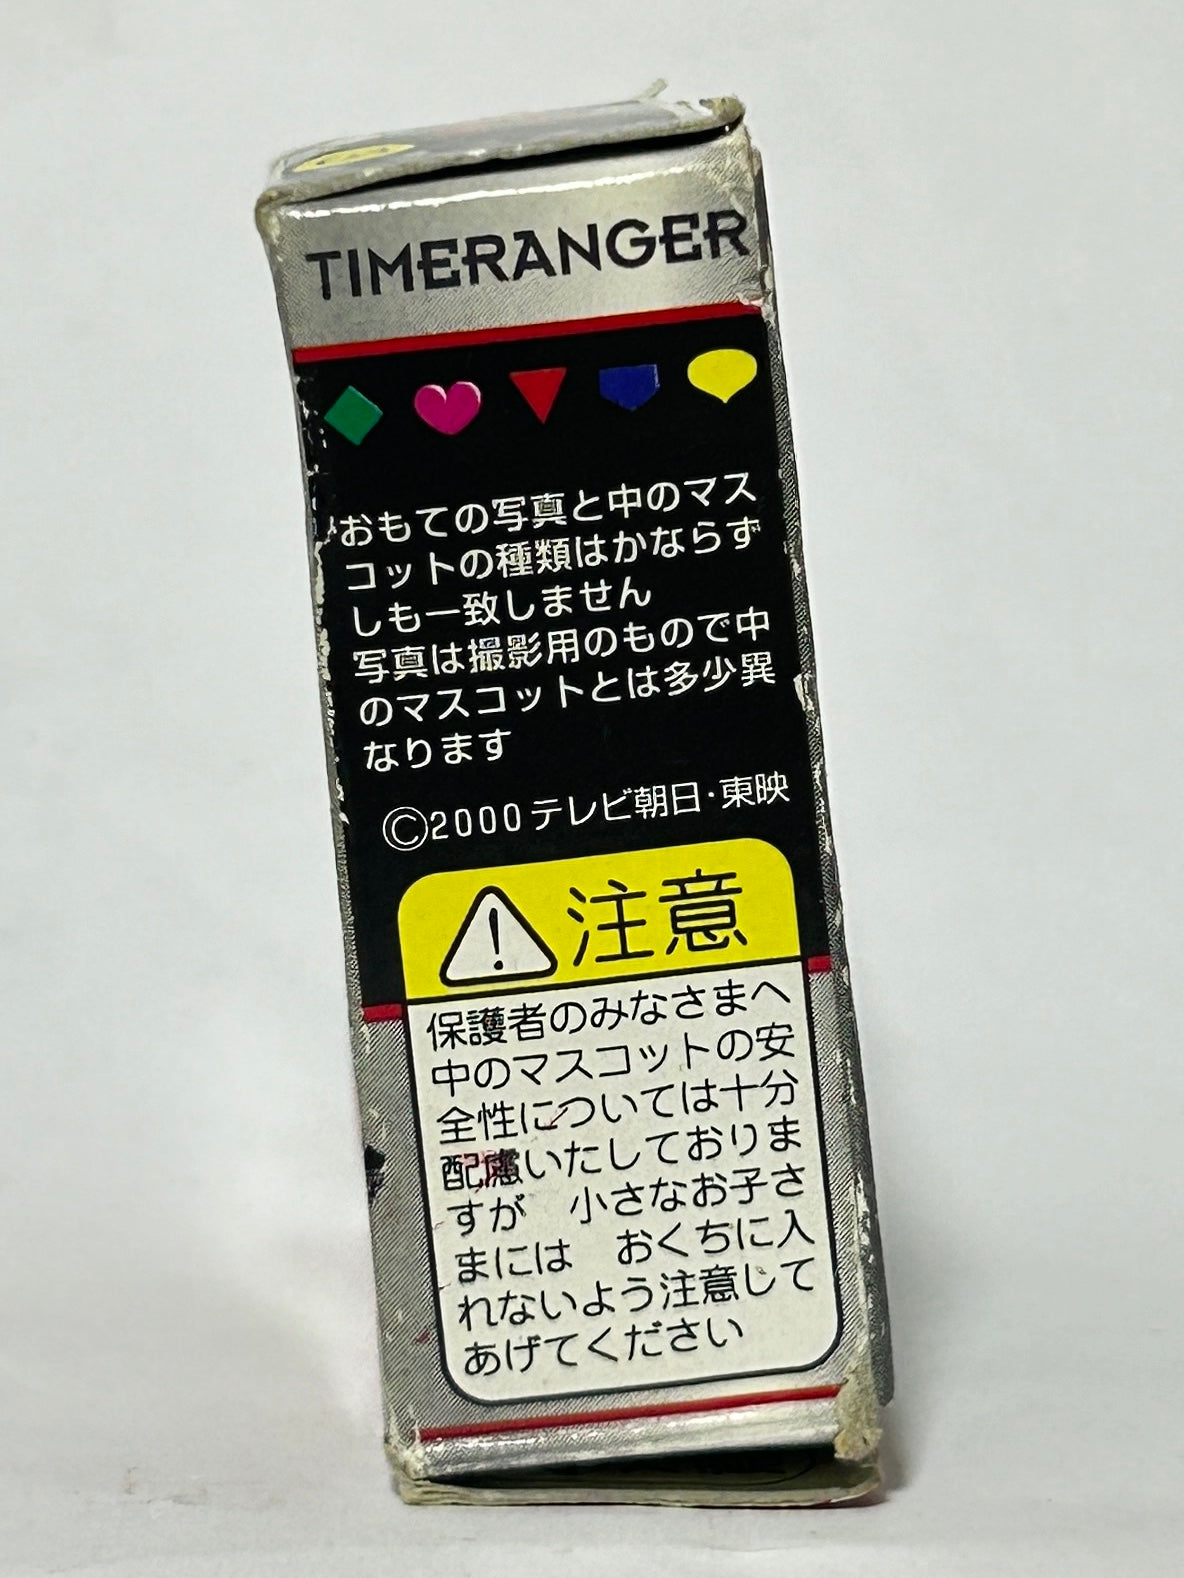 TIMERANGER
おもての写真と中のマス
コットの種類はかならず
しも一致しません
写真は撮影用のもので中
のマスコットとは多少異
なります
©2000テレビ朝日·東映
注意
保護者のみなさまへ
中のマスコットの安
全性については十分
配慮いたしておりま
すが　小さなお子さ
まには　おくちに入
れないよう注意して
あげてください